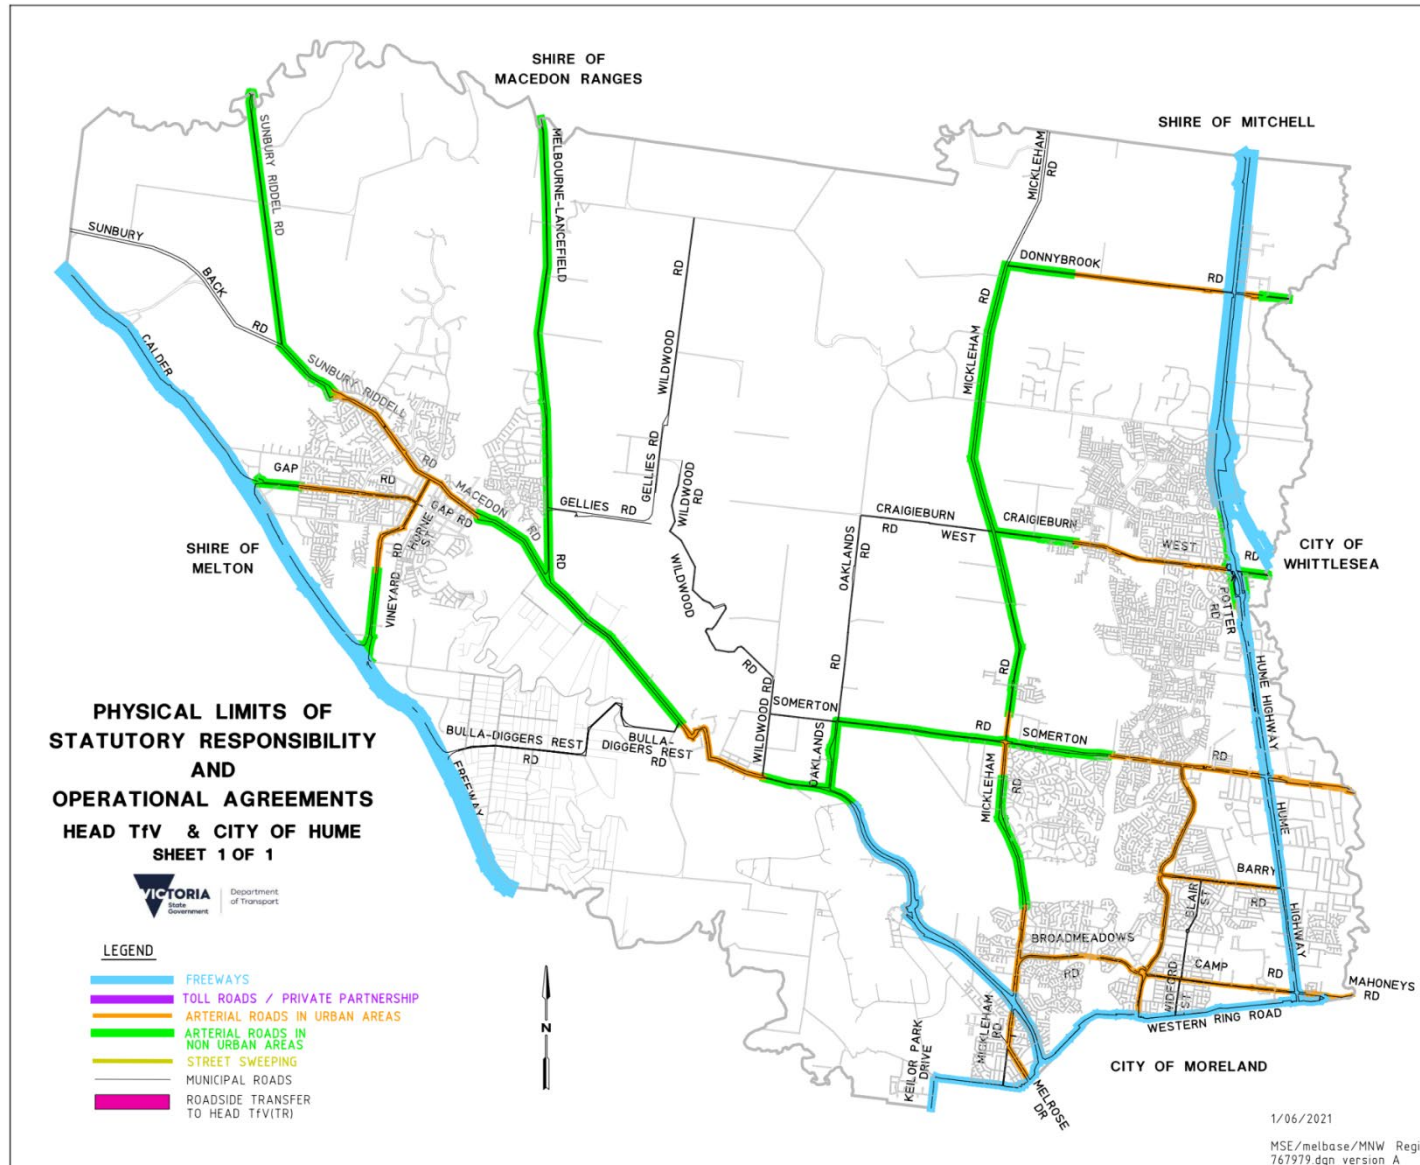 SHIRE OF
MACEDON RANGES
SHIRE OF MITCHELL
SUNBURY RIDDEL RD
MELBOURNE-LANCEFIELD
RD
MICKLEHAM
RD
SUNBURY
BACK
RD
DONNYBROOK
RD
CALDER
WILDWOOD
RD
MICKLEHAM
RD
SUNBURY RIDDELL
RD
GAP
RD
MACEDON
RD
GAP RD
HORNE
ST
VINEYARD
RD
GELLIES RD
GELLIES RD
WILDWOOD
RD
WILDWOOD
RD
CRAIGIEBURN
RD
WEST
CRAIGIEBURN
WEST
RD
OAKLANDS
RD
RD
SHIRE OF
MELTON
CITY OF
WHITTLESEA
POTTER
RD
HUME HIGHWAY
SOMERTON
RD
SOMERTON
RD
WILDWOOD RD
OAKLANDS
MICKLEHAM
RD
RD
BULLA-DIGGERS REST
RD
BULLA-
DIGGERS REST
RD
FREEWAY
HUME
HIGHWAY
BARRY
RD
BLAIR
ST
BROADMEADOWS
RD
CAMP
RD
WIDFORD
ST
MAHONEYS
RD
WESTERN RING ROAD
MICKLEHAM
RD
KEILOR PARK
DRIVE
MELROSE
DR
CITY OF MORELAND
PHYSICAL LIMITS OF
STATUTORY RESPONSIBILITY
AND
OPERATIONAL AGREEMENTS
HEAD TfV & CITY OF HUME
SHEET 1 OF 1
VICTORIA
State
Government
Department
of Transport
LEGEND
FREEWAYS
TOLL ROADS / PRIVATE PARTNERSHIP
ARTERIAL ROADS IN URBAN AREAS
ARTERIAL ROADS IN
NON URBAN AREAS
STREET SWEEPING
MUNICIPAL ROADS
ROADSIDE TRANSFER
TO HEAD TfV(TR)
N
1/06/2021
MSE/melbase/MNW Regi
767979.dgn version A